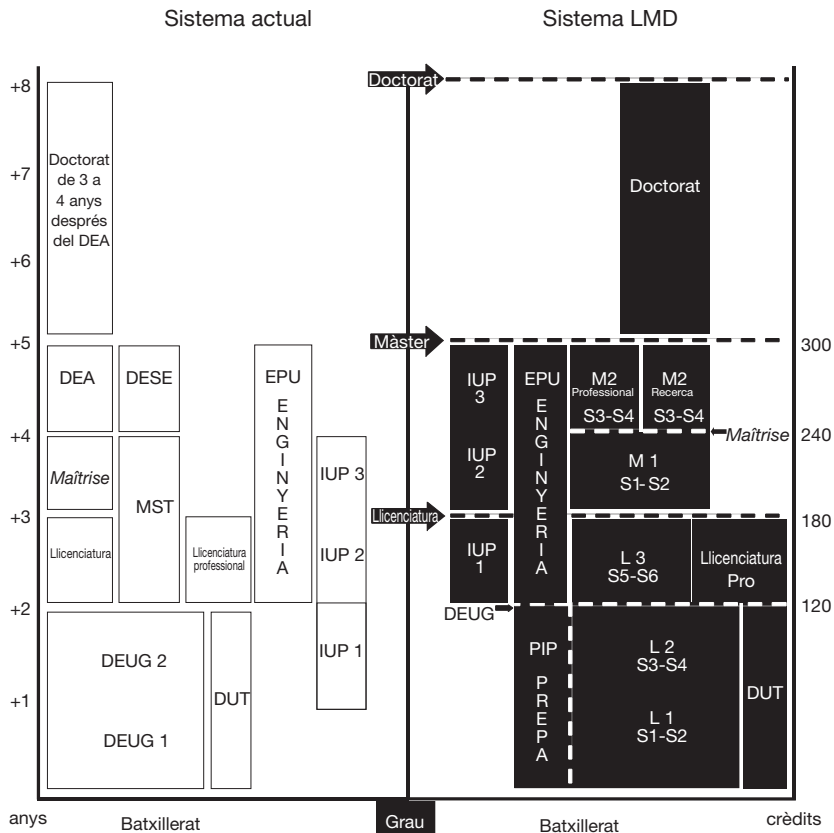 Sistema actual
Sistema LMD
+8
+7
+6
+5
+4
+3
+2
+1
anys
Doctorat
de 3 a
4 anys
després
del DEA
DEA
DESE
Maîtrise
MST
Llicenciatura
Llicenciatura
professional
EPU
E
N
G
I
N
Y
E
R
I
A
IUP 3
IUP 2
IUP 1
DEUG 2
DEUG 1
DUT
Batxillerat
Grau
Doctorat
Màster
Llicenciatura
DEUG
Doctorat
IUP
3
IUP
2
IUP
1
EPU
E
N
G
I
N
Y
E
R
I
A
M2
Professional
S3-S4
M2
Recerca
S3-S4
Maîtrise
M 1
S1-S2
L 3
S5-S6
Llicenciatura
Pro
PIP
P
R
E
P
A
L 2
S3-S4
L 1
S1-S2
DUT
300
240
180
120
Batxillerat
crèdits